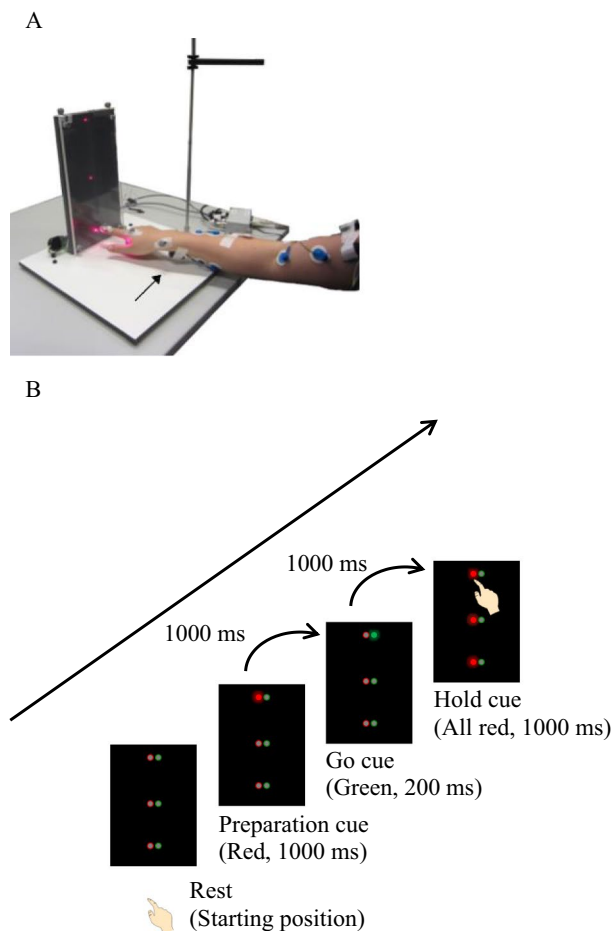 A
B
1000 ms
1000 ms
Hold cue
(All red, 1000 ms)
Go cue
(Green, 200 ms)
Preparation cue
(Red, 1000 ms)
Rest
(Starting position)